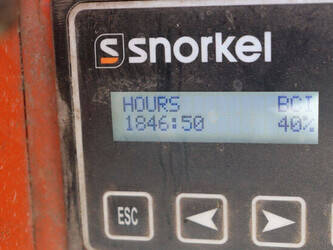 snorkel
HOURS BCI
1846:50 40%
ESC